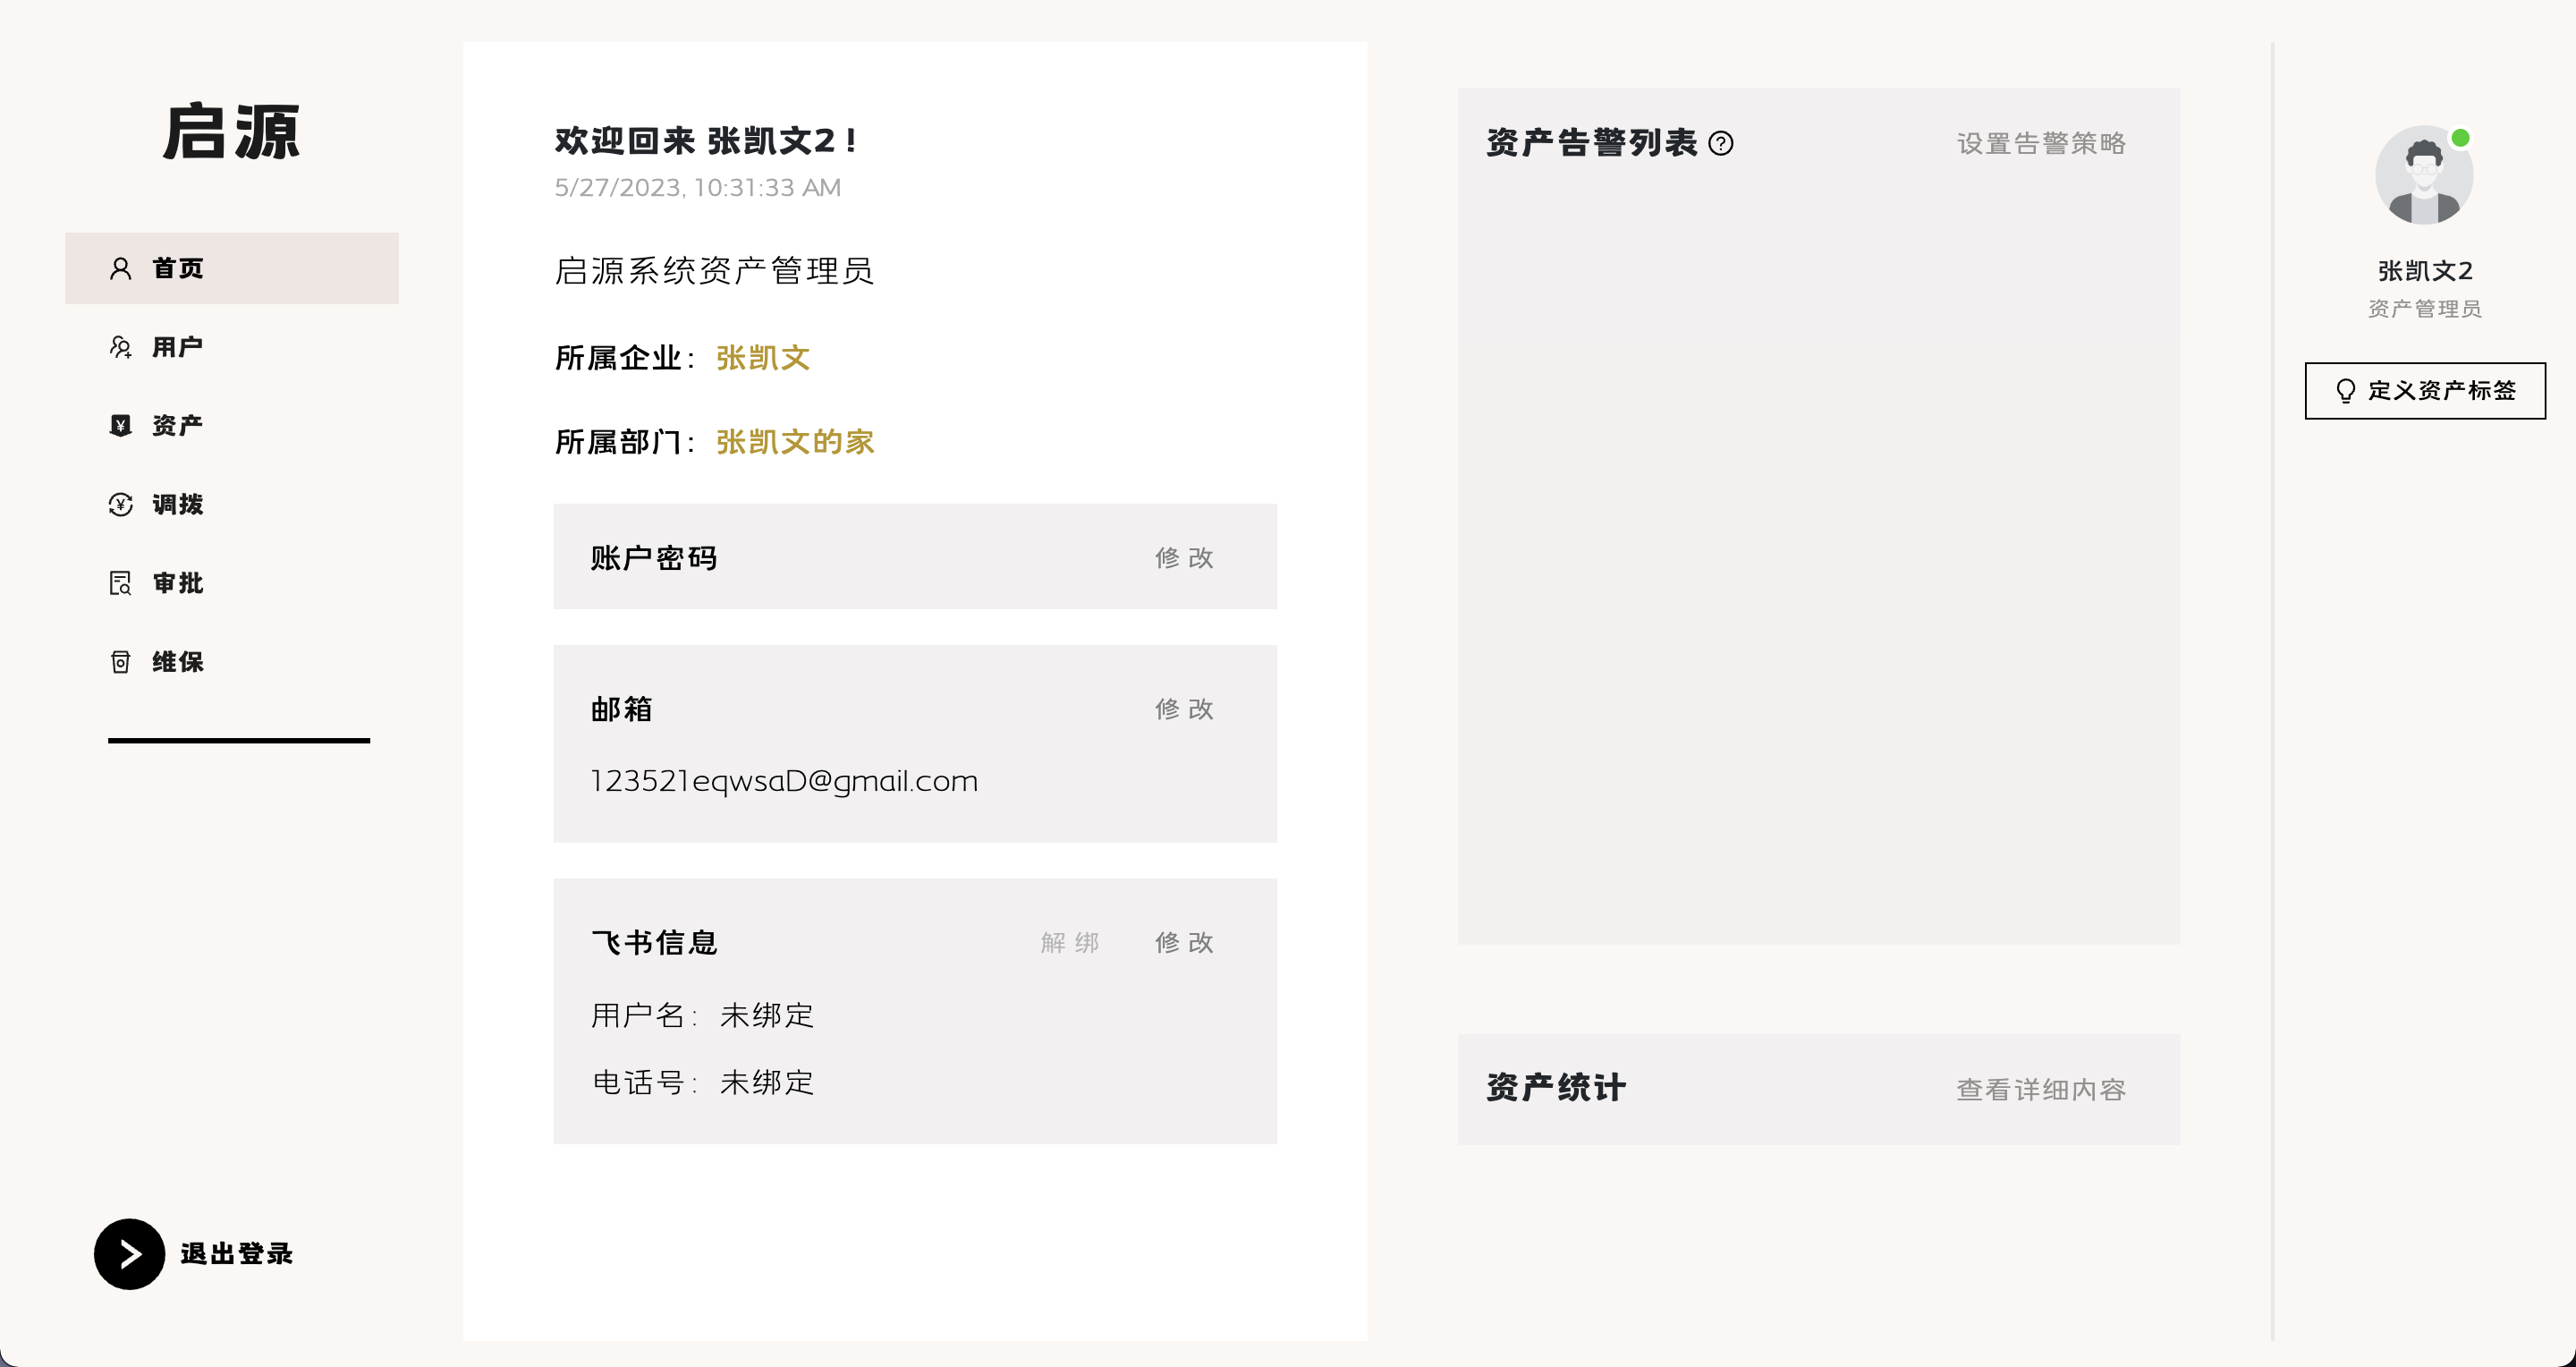 启源
首页
用户
资产
调拨
审批
维保
退出登录
欢迎回来 张凯文2！
5/27/2023, 10:31:33 AM
启源系统资产管理员
所属企业： 张凯文
所属部门： 张凯文的家
账户密码 修 改
邮箱 修 改
123521eqwsaD@gmail.com
飞书信息 解 绑 修 改
用户名： 未绑定
电话号： 未绑定
资产告警列表 设置告警策略
资产统计 查看详细内容
张凯文2
资产管理员
定义资产标签